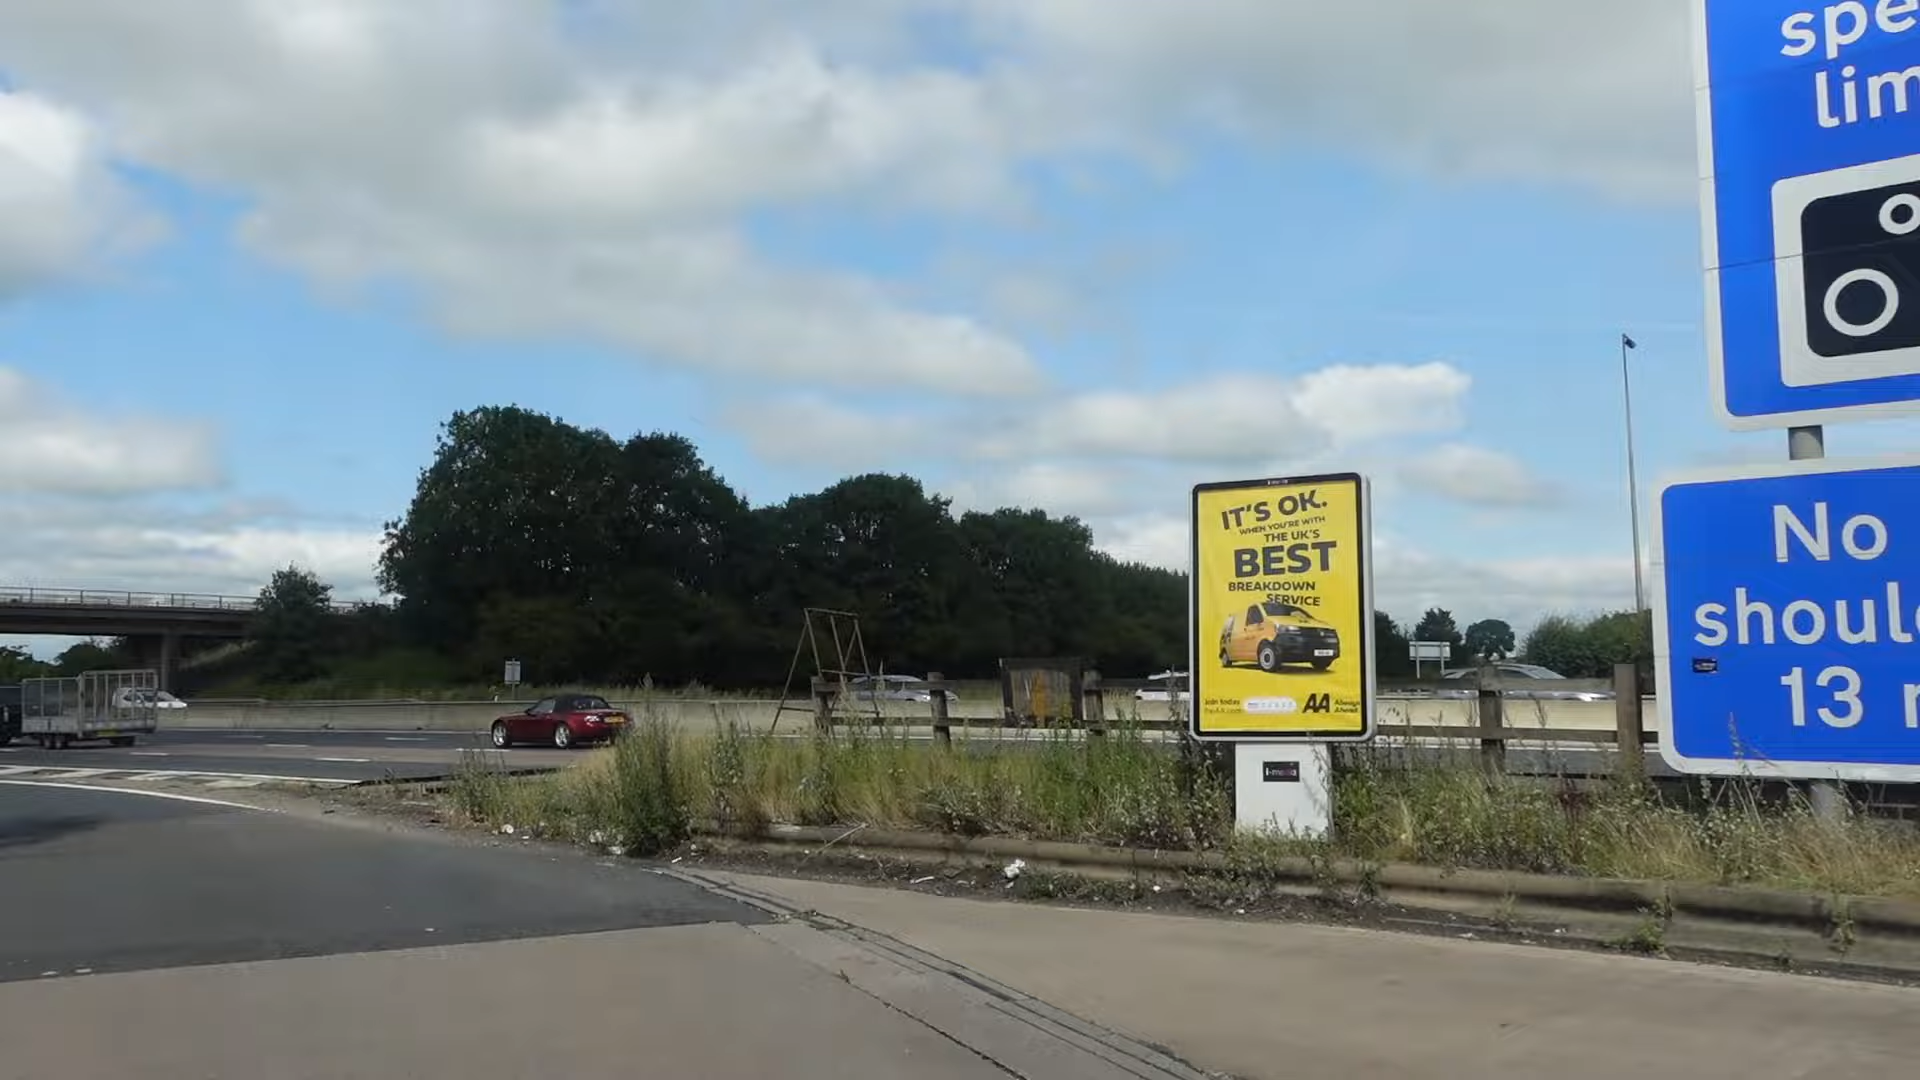 IT'S OK.
WHEN YOU'RE WITH
THE UK'S
BEST
BREAKDOWN
SERVICE
Join today
AA
Always
Ahead
i-media
spe
lim
No
shoul
13